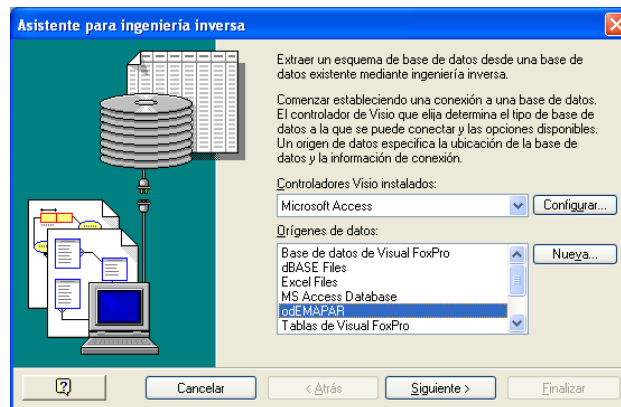 Asistente para ingeniería inversa
Extraer un esquema de base de datos desde una base de
datos existente mediante ingeniería inversa.
Comenzar estableciendo una conexión a una base de datos.
El controlador de Visio que elija determina el tipo de base de
datos a la que se puede conectar y las opciones disponibles.
Un origen de datos especifica la ubicación de la base de
datos y la información de conexión.
Controladores Visio instalados:
Microsoft Access
Configurar...
Orígenes de datos:
Base de datos de Visual FoxPro
dBASE Files
Excel Files
MS Access Database
odEMAPAR
Tablas de Visual FoxPro
Nueva...
?
Cancelar
< Atrás
Siguiente >
Finalizar